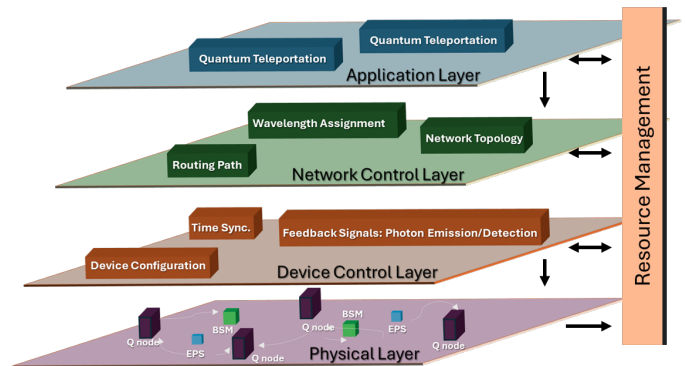 Quantum Teleportation
Quantum Teleportation
Application Layer
Wavelength Assignment
Network Topology
Routing Path
Network Control Layer
Time Sync.
Feedback Signals: Photon Emission/Detection
Device Configuration
Device Control Layer
Q node
BSM
EPS
Q node
Q node
BSM
EPS
Q node
Physical Layer
Resource Management